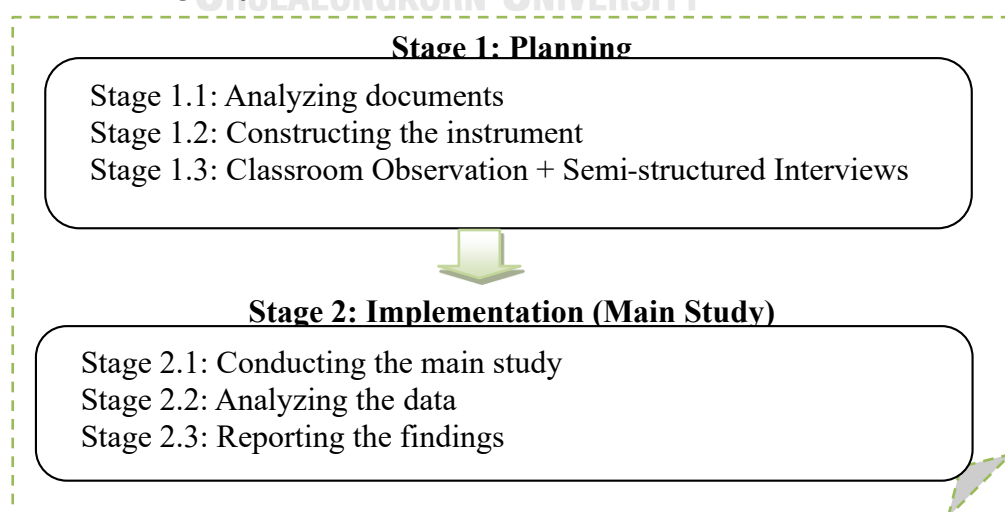 CHULALONGKORN UNIVERSITY
Stage 1: Planning
Stage 1.1: Analyzing documents
Stage 1.2: Constructing the instrument
Stage 1.3: Classroom Observation + Semi-structured Interviews
Stage 2: Implementation (Main Study)
Stage 2.1: Conducting the main study
Stage 2.2: Analyzing the data
Stage 2.3: Reporting the findings